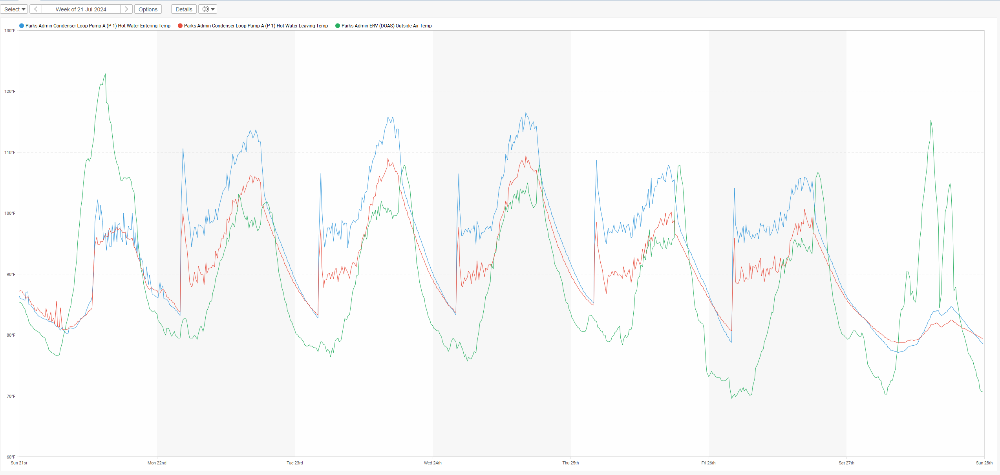 Select
Week of 21-Jul-2024
Options
Details
Parks Admin Condenser Loop Pump A (P-1) Hot Water Entering Temp
Parks Admin Condenser Loop Pump A (P-1) Hot Water Leaving Temp
Parks Admin ERV (DOAS) Outside Air Temp
130°F
120°F
110°F
100°F
90°F
80°F
70°F
60°F
Sun 21st
Mon 22nd
Tue 23rd
Wed 24th
Thu 25th
Fri 26th
Sat 27th
Sun 28th